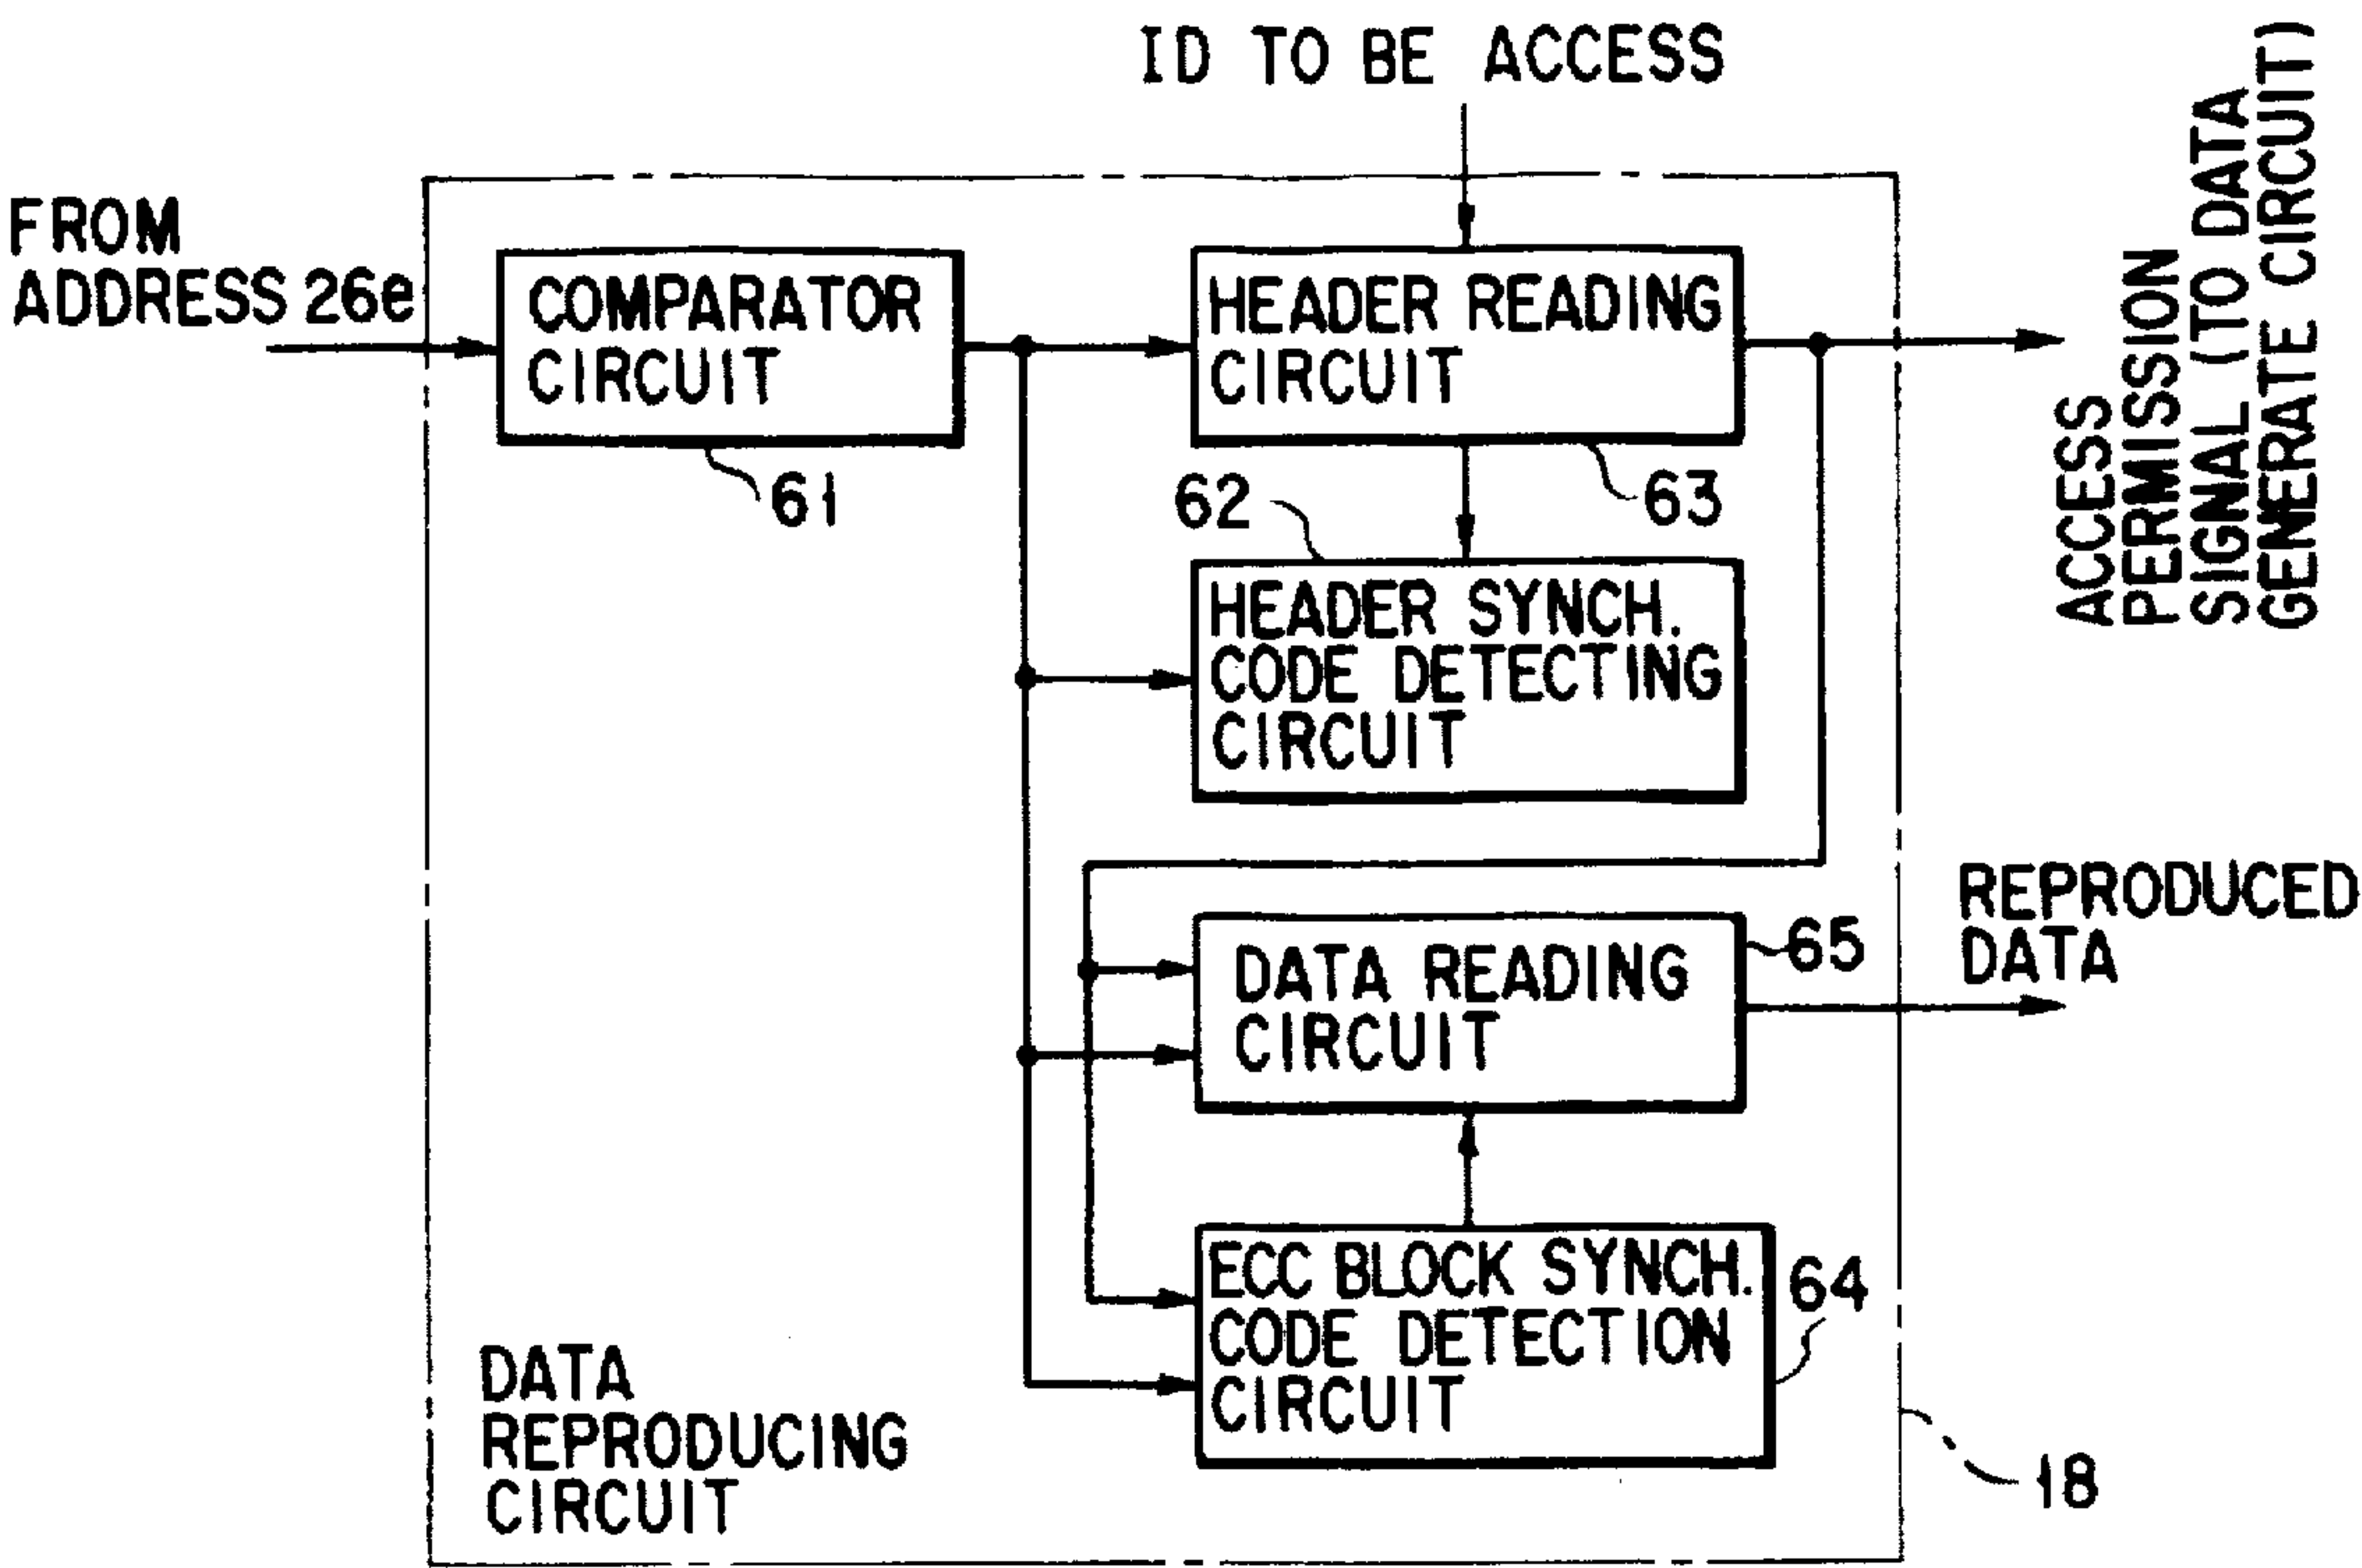 ID TO BE ACCESS
FROM
ADDRESS 26e
COMPARATOR
CIRCUIT
61
HEADER READING
CIRCUIT
63
ACCESS
PERMISSION
SIGNAL (TO DATA
GENERATE CIRCUIT)
62
HEADER SYNCH.
CODE DETECTING
CIRCUIT
DATA READING
CIRCUIT
65
REPRODUCED
DATA
ECC BLOCK SYNCH.
CODE DETECTION
CIRCUIT
64
DATA
REPRODUCING
CIRCUIT
18